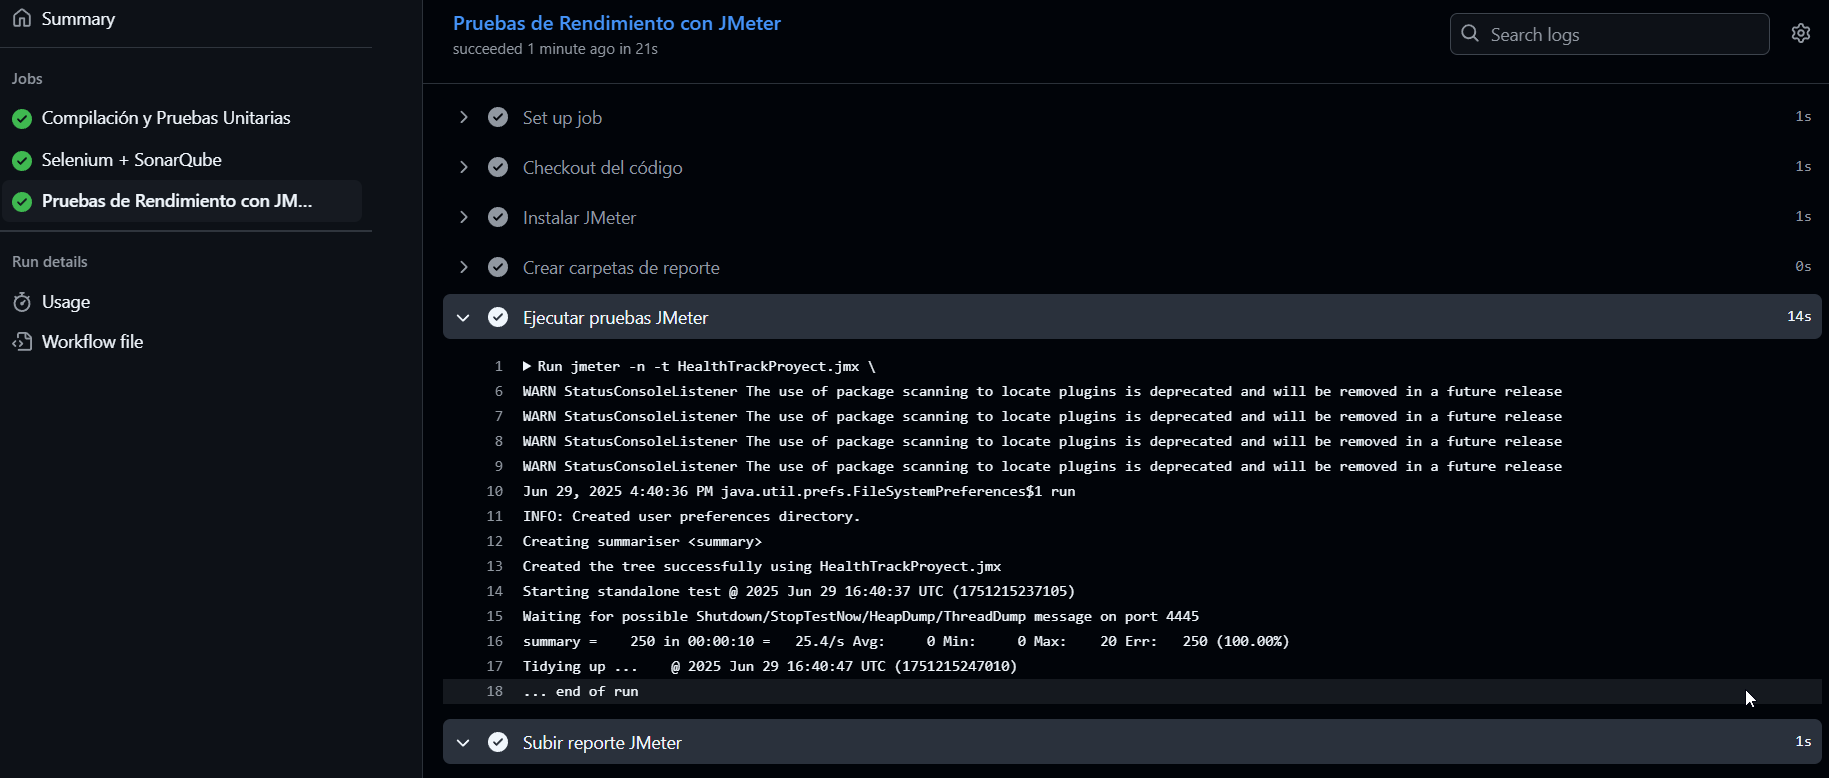 Summary
Jobs
Compilación y Pruebas Unitarias
Selenium + SonarQube
Pruebas de Rendimiento con JM...
Run details
Usage
Workflow file
Pruebas de Rendimiento con JMeter
succeeded 1 minute ago in 21s
Search logs
Set up job 1s
Checkout del código 1s
Instalar JMeter 1s
Crear carpetas de reporte 0s
Ejecutar pruebas JMeter 14s
1 Run jmeter -n -t HealthTrackProyect.jmx \
6 WARN StatusConsoleListener The use of package scanning to locate plugins is deprecated and will be removed in a future release
7 WARN StatusConsoleListener The use of package scanning to locate plugins is deprecated and will be removed in a future release
8 WARN StatusConsoleListener The use of package scanning to locate plugins is deprecated and will be removed in a future release
9 WARN StatusConsoleListener The use of package scanning to locate plugins is deprecated and will be removed in a future release
10 Jun 29, 2025 4:40:36 PM java.util.prefs.FileSystemPreferences$1 run
11 INFO: Created user preferences directory.
12 Creating summariser <summary>
13 Created the tree successfully using HealthTrackProyect.jmx
14 Starting standalone test @ 2025 Jun 29 16:40:37 UTC (1751215237105)
15 Waiting for possible Shutdown/StopTestNow/HeapDump/ThreadDump message on port 4445
16 summary =    250 in 00:00:10 =   25.4/s Avg:     0 Min:     0 Max:    20 Err:   250 (100.00%)
17 Tidying up ...    @ 2025 Jun 29 16:40:47 UTC (1751215247010)
18 ... end of run
Subir reporte JMeter 1s